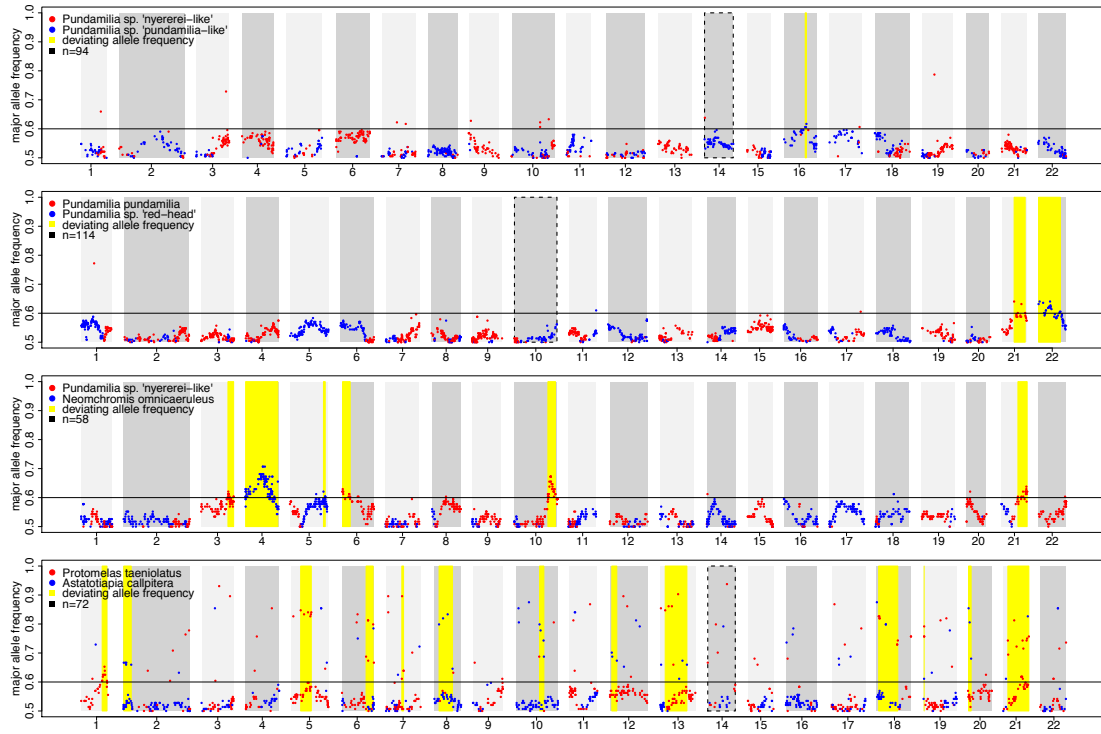 major allele frequency
1.0
0.9
0.8
0.7
0.6
0.5
Pundamilia sp. 'nyererei-like'
Pundamilia sp. 'pundamilia-like'
deviating allele frequency
n=94
1 2 3 4 5 6 7 8 9 10 11 12 13 14 15 16 17 18 19 20 21 22
major allele frequency
1.0
0.9
0.8
0.7
0.6
0.5
Pundamilia pundamilia
Pundamilia sp. 'red-head'
deviating allele frequency
n=114
1 2 3 4 5 6 7 8 9 10 11 12 13 14 15 16 17 18 19 20 21 22
major allele frequency
1.0
0.9
0.8
0.7
0.6
0.5
Pundamilia sp. 'nyererei-like'
Neomchromis omnicaeruleus
deviating allele frequency
n=58
1 2 3 4 5 6 7 8 9 10 11 12 13 14 15 16 17 18 19 20 21 22
major allele frequency
1.0
0.9
0.8
0.7
0.6
0.5
Protomelas taeniolatus
Astatotiapia callpitera
deviating allele frequency
n=72
1 2 3 4 5 6 7 8 9 10 11 12 13 14 15 16 17 18 19 20 21 22